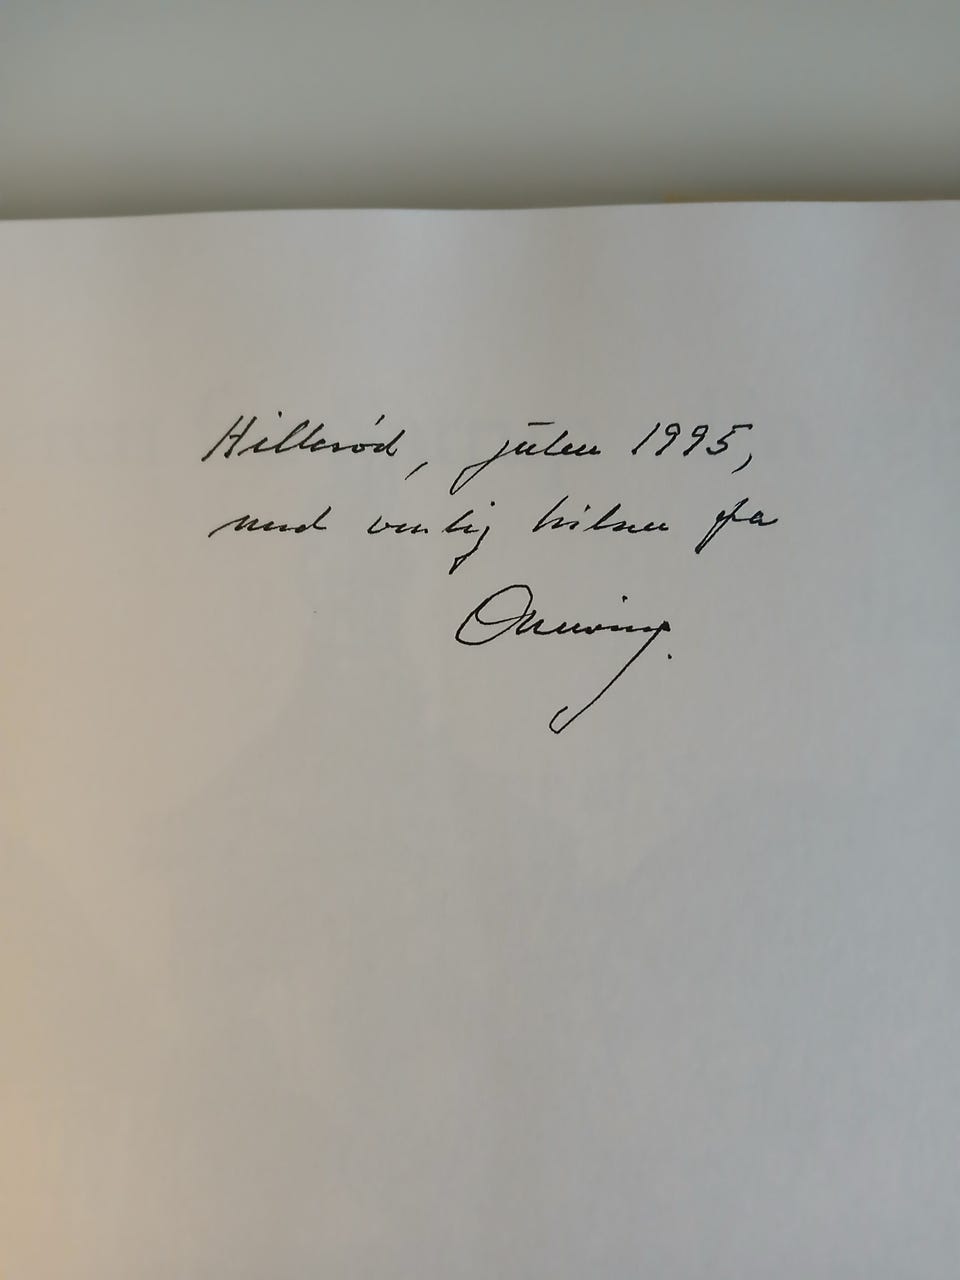 Hillerød, julen 1995,
med venlig hilsen fra